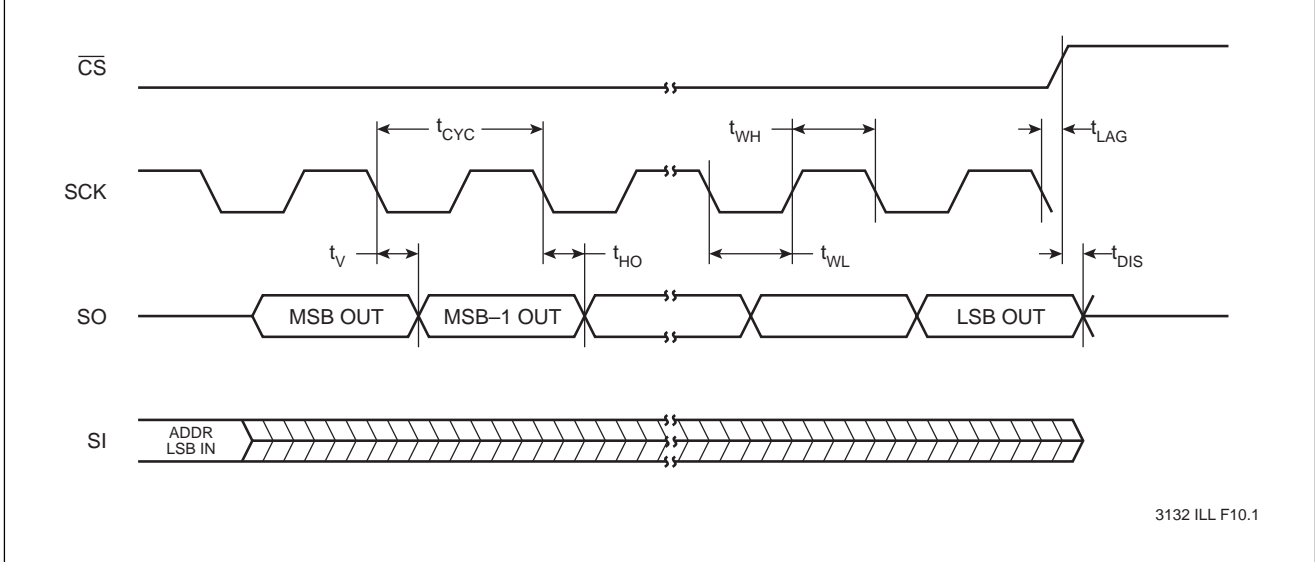 C̅S̅
tCYC
tWH
tLAG
SCK
tV
tHO
tWL
tDIS
SO
MSB OUT
MSB–1 OUT
LSB OUT
SI
ADDR
LSB IN
3132 ILL F10.1